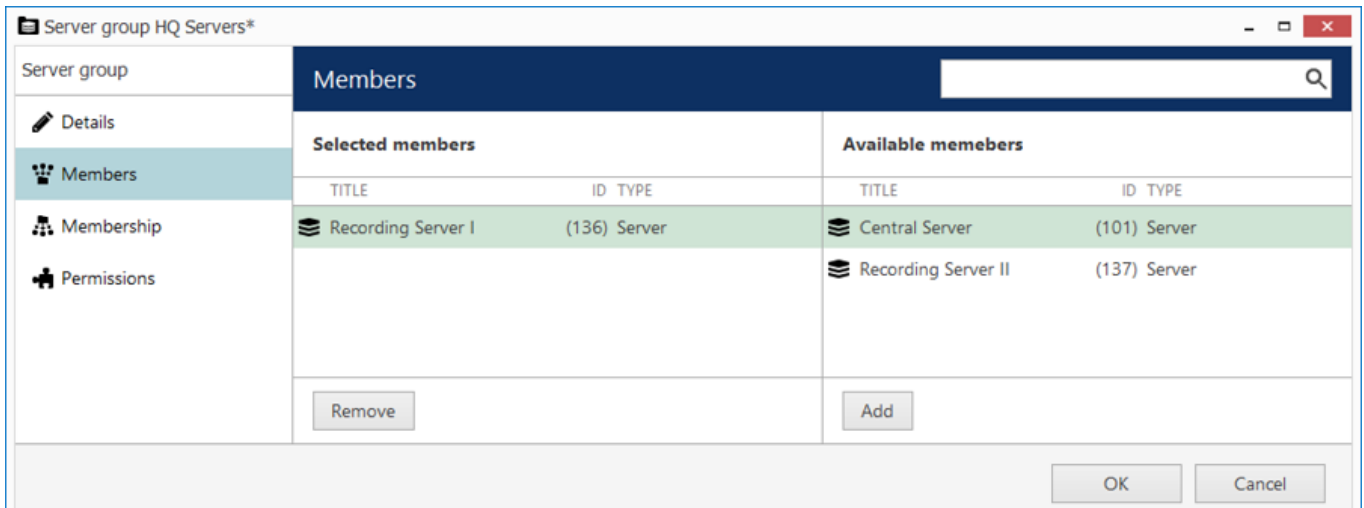 Server group HQ Servers*
Server group
Details
Members
Membership
Permissions
Members
Selected members
TITLE ID TYPE
Recording Server I (136) Server
Remove
Available memebers
TITLE ID TYPE
Central Server (101) Server
Recording Server II (137) Server
Add
OK Cancel